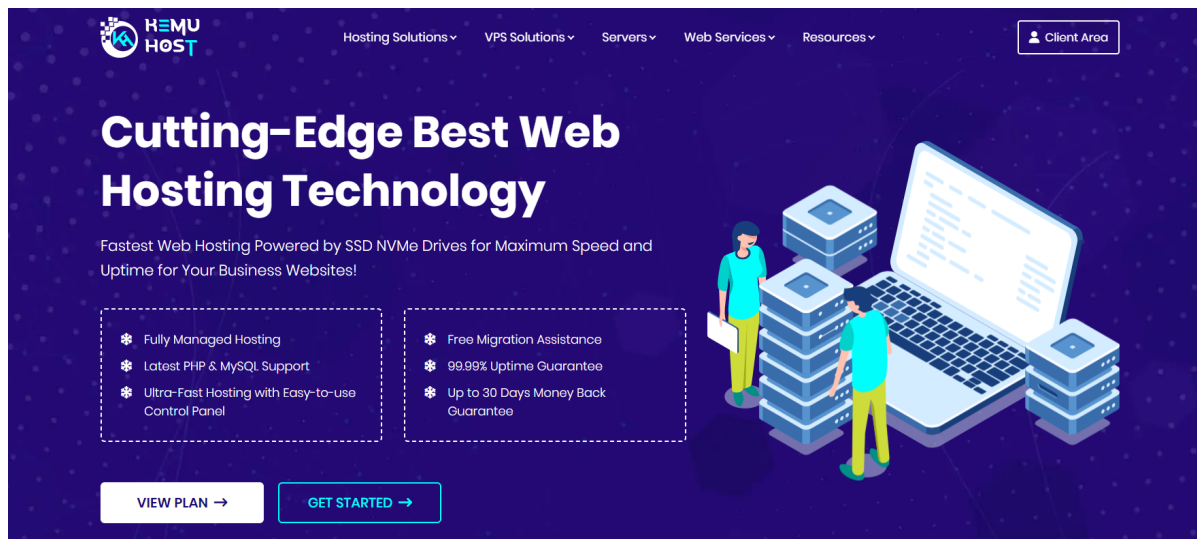 KEMU
HOST
Hosting Solutions
VPS Solutions
Servers
Web Services
Resources
Client Area
Cutting-Edge Best Web
Hosting Technology
Fastest Web Hosting Powered by SSD NVMe Drives for Maximum Speed and
Uptime for Your Business Websites!
Fully Managed Hosting
Latest PHP & MySQL Support
Ultra-Fast Hosting with Easy-to-use
Control Panel
Free Migration Assistance
99.99% Uptime Guarantee
Up to 30 Days Money Back
Guarantee
VIEW PLAN →
GET STARTED →